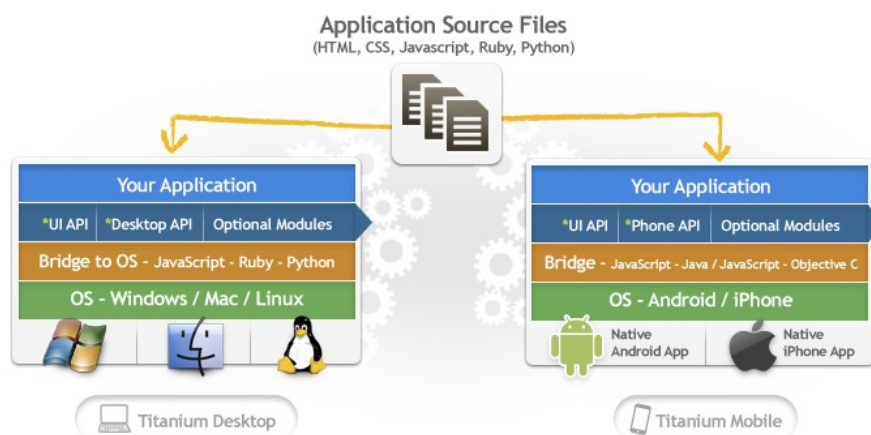 Application Source Files
(HTML, CSS, Javascript, Ruby, Python)
Your Application
*UI API *Desktop API Optional Modules
Bridge to OS - JavaScript - Ruby - Python
OS - Windows / Mac / Linux
Titanium Desktop
Your Application
*UI API *Phone API Optional Modules
Bridge - JavaScript - Java / JavaScript - Objective C
OS - Android / iPhone
Native
Android App
Native
iPhone App
Titanium Mobile